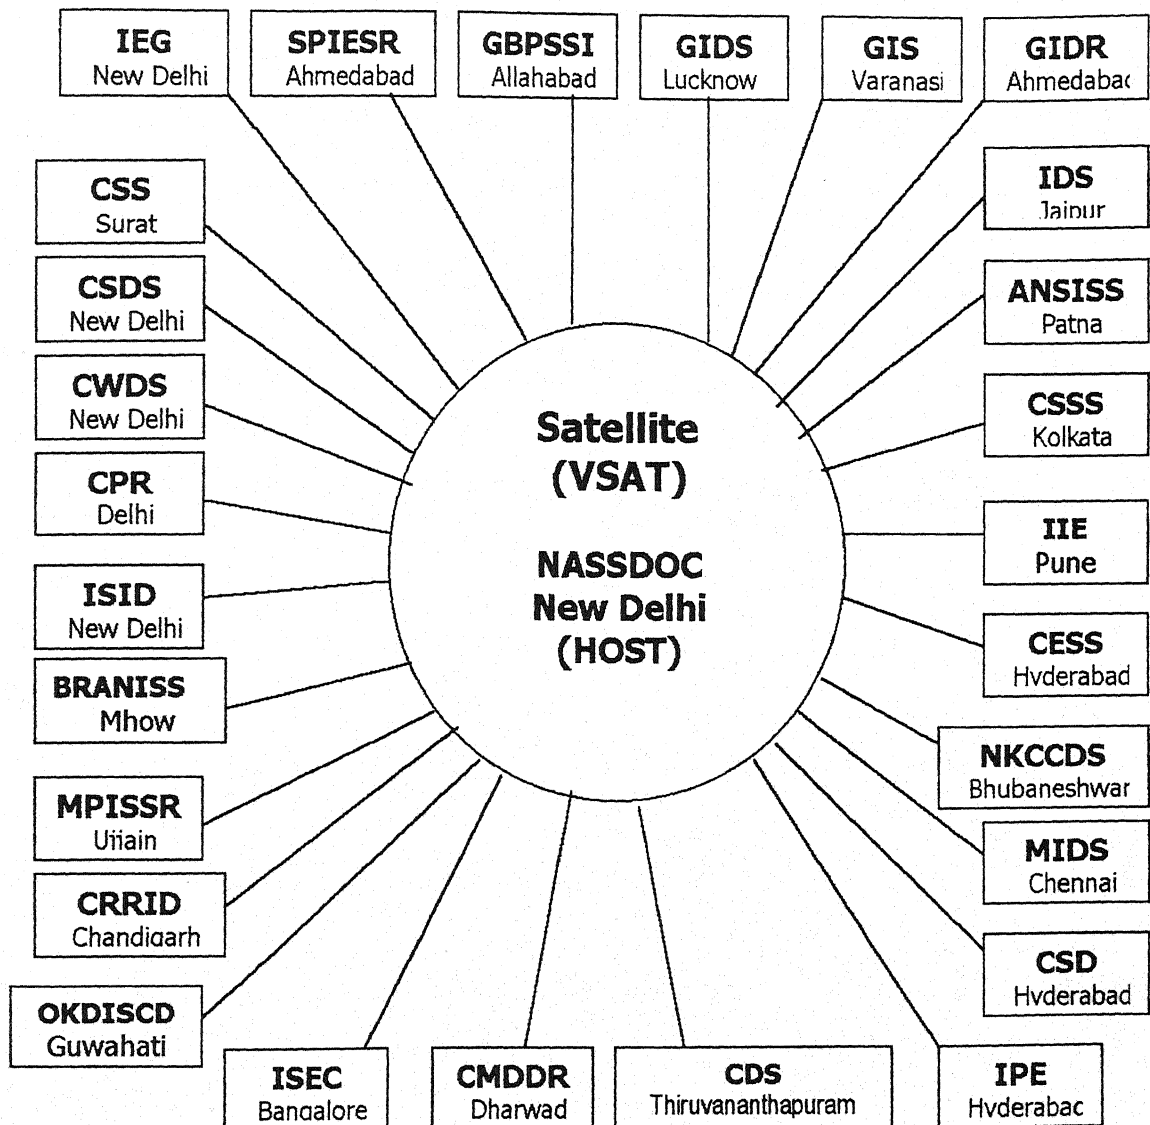 IEG
New Delhi
SPIESR
Ahmedabad
GBPSSI
Allahabad
GIDS
Lucknow
GIS
Varanasi
GIDR
Ahmedabad
CSS
Surat
IDS
Jaipur
CSDS
New Delhi
ANSISS
Patna
CWDS
New Delhi
CSSS
Kolkata
CPR
Delhi
IIE
Pune
ISID
New Delhi
CESS
Hyderabad
BRANISS
Mhow
NKCCDS
Bhubaneshwar
MPISSR
Ujjain
MIDS
Chennai
CRRID
Chandigarh
CSD
Hyderabad
OKDISCD
Guwahati
ISEC
Bangalore
CMDDR
Dharwad
CDS
Thiruvananthapuram
IPE
Hyderabad
Satellite
(VSAT)
NASSDOC
New Delhi
(HOST)